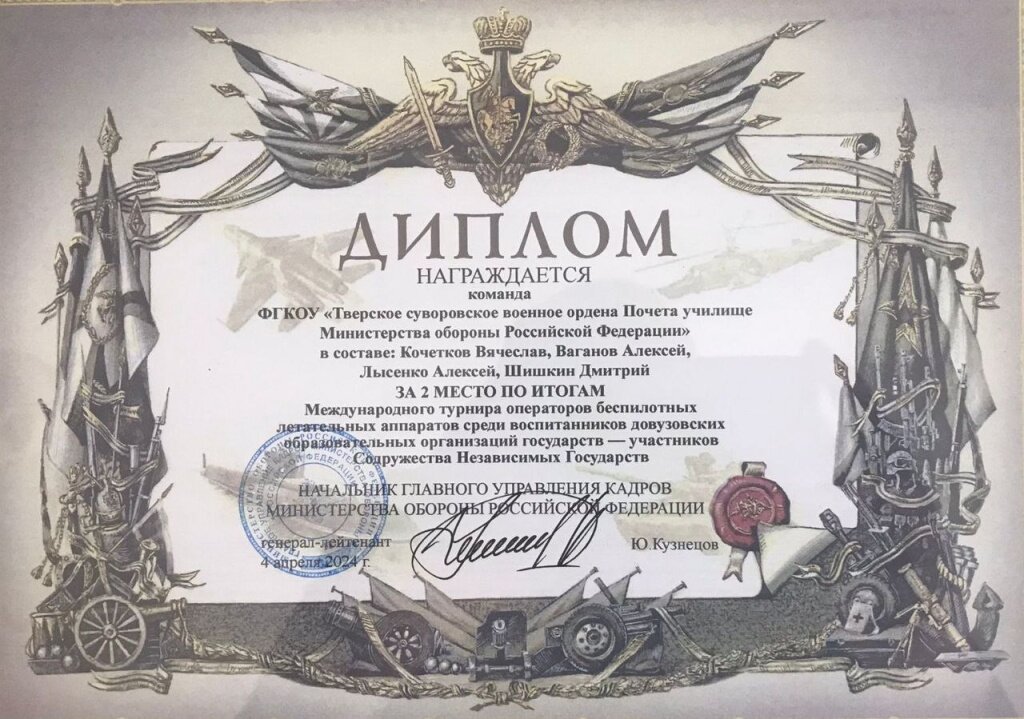 ДИПЛОМ
НАГРАЖДАЕТСЯ
команда
ФГКОУ «Тверское суворовское военное ордена Почета училище
Министерства обороны Российской Федерации»
в составе: Кочетков Вячеслав, Ваганов Алексей,
Лысенко Алексей, Шишкин Дмитрий
ЗА 2 МЕСТО ПО ИТОГАМ
Международного турнира операторов беспилотных
летательных аппаратов среди воспитанников довузовских
образовательных организаций государств — участников
Содружества Независимых Государств
НАЧАЛЬНИК ГЛАВНОГО УПРАВЛЕНИЯ КАДРОВ
МИНИСТЕРСТВА ОБОРОНЫ РОССИЙСКОЙ ФЕДЕРАЦИИ
генерал-лейтенант
Ю.Кузнецов
4 апреля 2024 г.